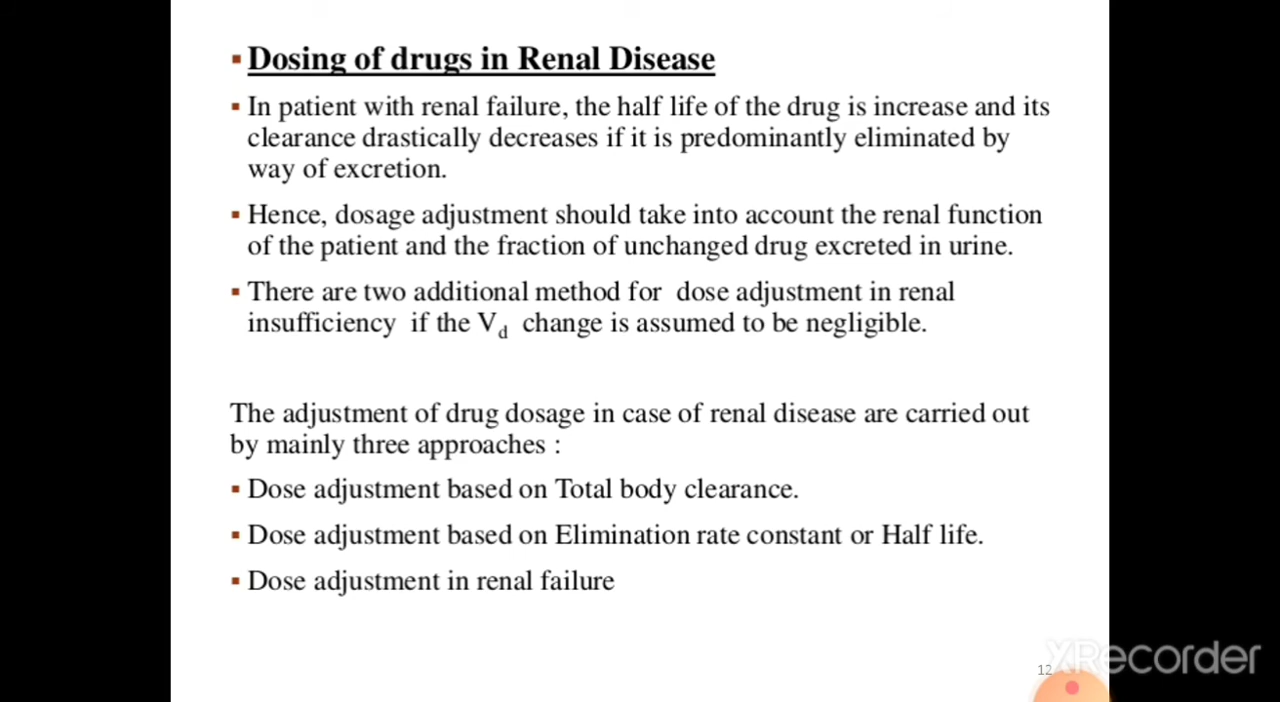 ▪ Dosing of drugs in Renal Disease
▪ In patient with renal failure, the half life of the drug is increase and its
clearance drastically decreases if it is predominantly eliminated by
way of excretion.
▪ Hence, dosage adjustment should take into account the renal function
of the patient and the fraction of unchanged drug excreted in urine.
▪ There are two additional method for dose adjustment in renal
insufficiency if the Vd change is assumed to be negligible.
The adjustment of drug dosage in case of renal disease are carried out
by mainly three approaches :
▪ Dose adjustment based on Total body clearance.
▪ Dose adjustment based on Elimination rate constant or Half life.
▪ Dose adjustment in renal failure
12
XRecorder